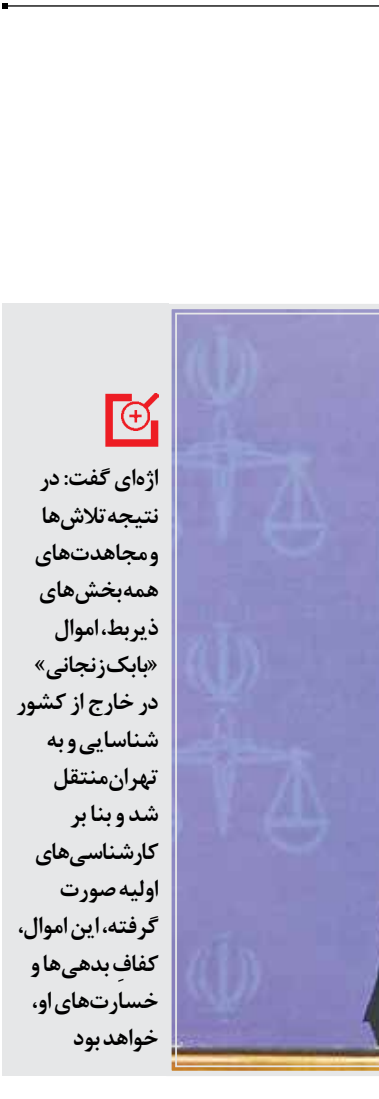 اژه‌ای گفت: در
نتیجه تلاش‌ها
و مجاهدت‌های
همه بخش‌های
ذیربط، اموال
«بابک زنجانی»
در خارج از کشور
شناسایی و به
تهران منتقل
شد و بنا بر
کارشناسی‌های
اولیه صورت
گرفته، این اموال،
کفافِ بدهی‌ها و
خسارت‌های او،
خواهد بود